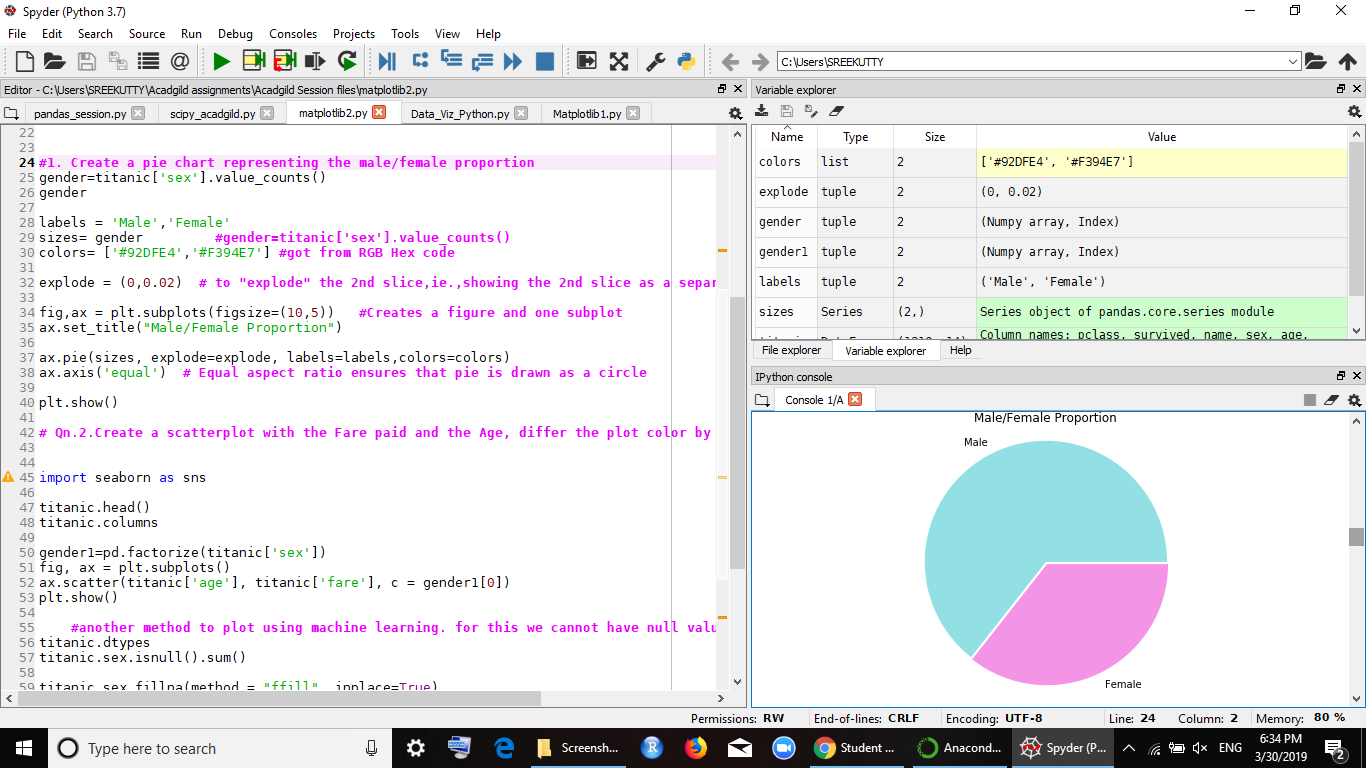 Spyder (Python 3.7)
File Edit Search Source Run Debug Consoles Projects Tools View Help
C:\Users\SREEKUTTY
Editor - C:\Users\SREEKUTTY\Acadgild assignments\Acadgild Session files\matplotlib2.py
pandas_session.py scipy_acadgild.py matplotlib2.py Data_Viz_Python.py Matplotlib1.py
22
23
24 #1. Create a pie chart representing the male/female proportion
25 gender=titanic['sex'].value_counts()
26 gender
27
28 labels = 'Male','Female'
29 sizes= gender #gender=titanic['sex'].value_counts()
30 colors= ['#92DFE4','#F394E7'] #got from RGB Hex code
31
32 explode = (0,0.02) # to "explode" the 2nd slice,ie.,showing the 2nd slice as a separ
33
34 fig,ax = plt.subplots(figsize=(10,5)) #Creates a figure and one subplot
35 ax.set_title("Male/Female Proportion")
36
37 ax.pie(sizes, explode=explode, labels=labels,colors=colors)
38 ax.axis('equal') # Equal aspect ratio ensures that pie is drawn as a circle
39
40 plt.show()
41
42 # Qn.2.Create a scatterplot with the Fare paid and the Age, differ the plot color by
43
44
45 import seaborn as sns
46
47 titanic.head()
48 titanic.columns
49
50 gender1=pd.factorize(titanic['sex'])
51 fig, ax = plt.subplots()
52 ax.scatter(titanic['age'], titanic['fare'], c = gender1[0])
53 plt.show()
54
55 #another method to plot using machine learning. for this we cannot have null valu
56 titanic.dtypes
57 titanic.sex.isnull().sum()
58
59 titanic.sex.fillna(method = "ffill", inplace=True)
Variable explorer
Name Type Size Value
colors list 2 ['#92DFE4', '#F394E7']
explode tuple 2 (0, 0.02)
gender tuple 2 (Numpy array, Index)
gender1 tuple 2 (Numpy array, Index)
labels tuple 2 ('Male', 'Female')
sizes Series (2,) Series object of pandas.core.series module
Column names: pclass, survived, name, sex, age,
File explorer Variable explorer Help
IPython console
Console 1/A
Male/Female Proportion
Male
Female
Permissions: RW End-of-lines: CRLF Encoding: UTF-8 Line: 24 Column: 2 Memory: 80 %
Type here to search
Screensh...
R
Student ...
Anacond...
Spyder (P...
ENG
6:34 PM
3/30/2019
2